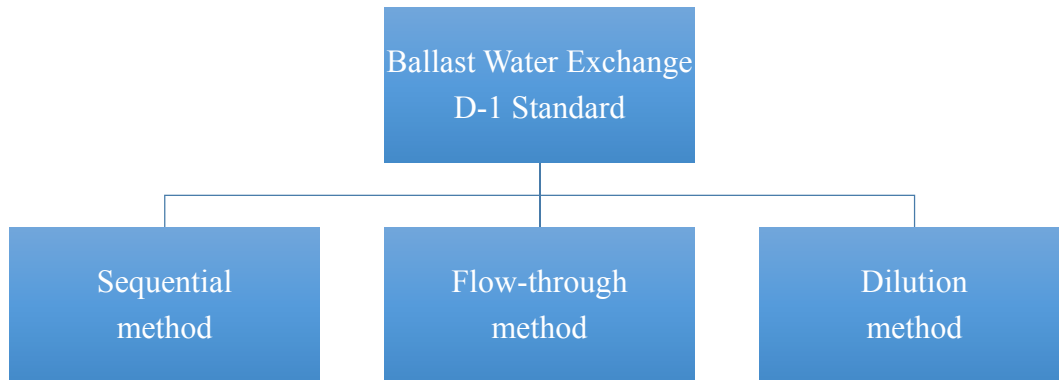 Ballast Water Exchange
D-1 Standard
Sequential
method
Flow-through
method
Dilution
method